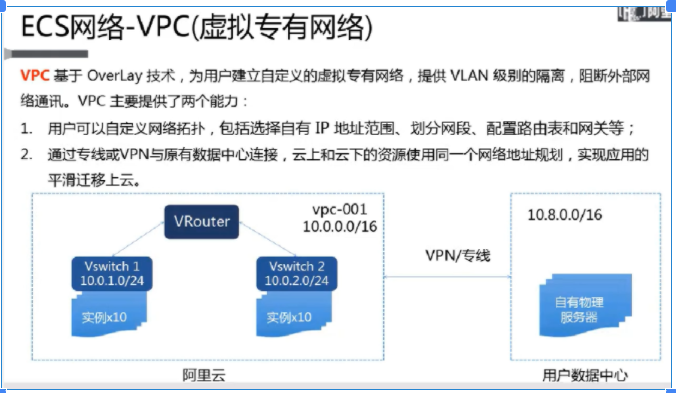 ECS网络-VPC(虚拟专有网络)
VPC 基于 OverLay 技术，为用户建立自定义的虚拟专有网络，提供 VLAN 级别的隔离，阻断外部网
络通讯。VPC 主要提供了两个能力：
1. 用户可以自定义网络拓扑，包括选择自有 IP 地址范围、划分网段、配置路由表和网关等；
2. 通过专线或VPN与原有数据中心连接，云上和云下的资源使用同一个网络地址规划，实现应用的
平滑迁移上云。
VRouter
vpc-001
10.0.0.0/16
Vswitch 1
10.0.1.0/24
实例x10
Vswitch 2
10.0.2.0/24
实例x10
阿里云
VPN/专线
10.8.0.0/16
自有物理
服务器
用户数据中心